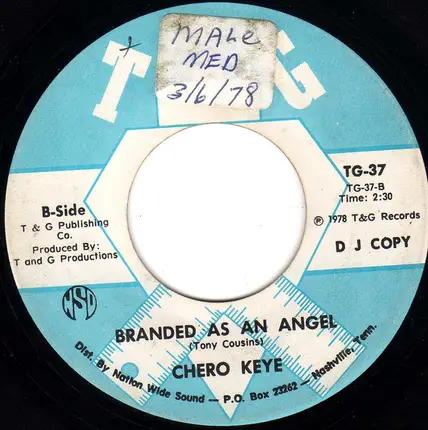 T & G
MALE
MED
3/6/78
B-Side
T & G Publishing
Co.
Produced By:
T and G Productions
TG-37
TG-37-B
Time: 2:30
℗ 1978 T&G Records
D J COPY
NSD
BRANDED AS AN ANGEL
(Tony Cousins)
CHERO KEYE
Dist. By Nation Wide Sound — P.O. Box 23262 — Nashville, Tenn.